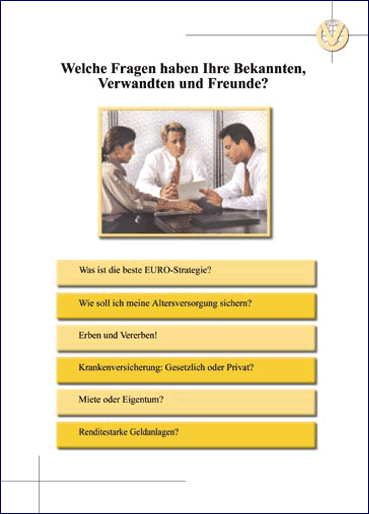 Welche Fragen haben Ihre Bekannten,
Verwandten und Freunde?
Was ist die beste EURO-Strategie?
Wie soll ich meine Altersversorgung sichern?
Erben und Vererben!
Krankenversicherung: Gesetzlich oder Privat?
Miete oder Eigentum?
Renditestarke Geldanlagen?